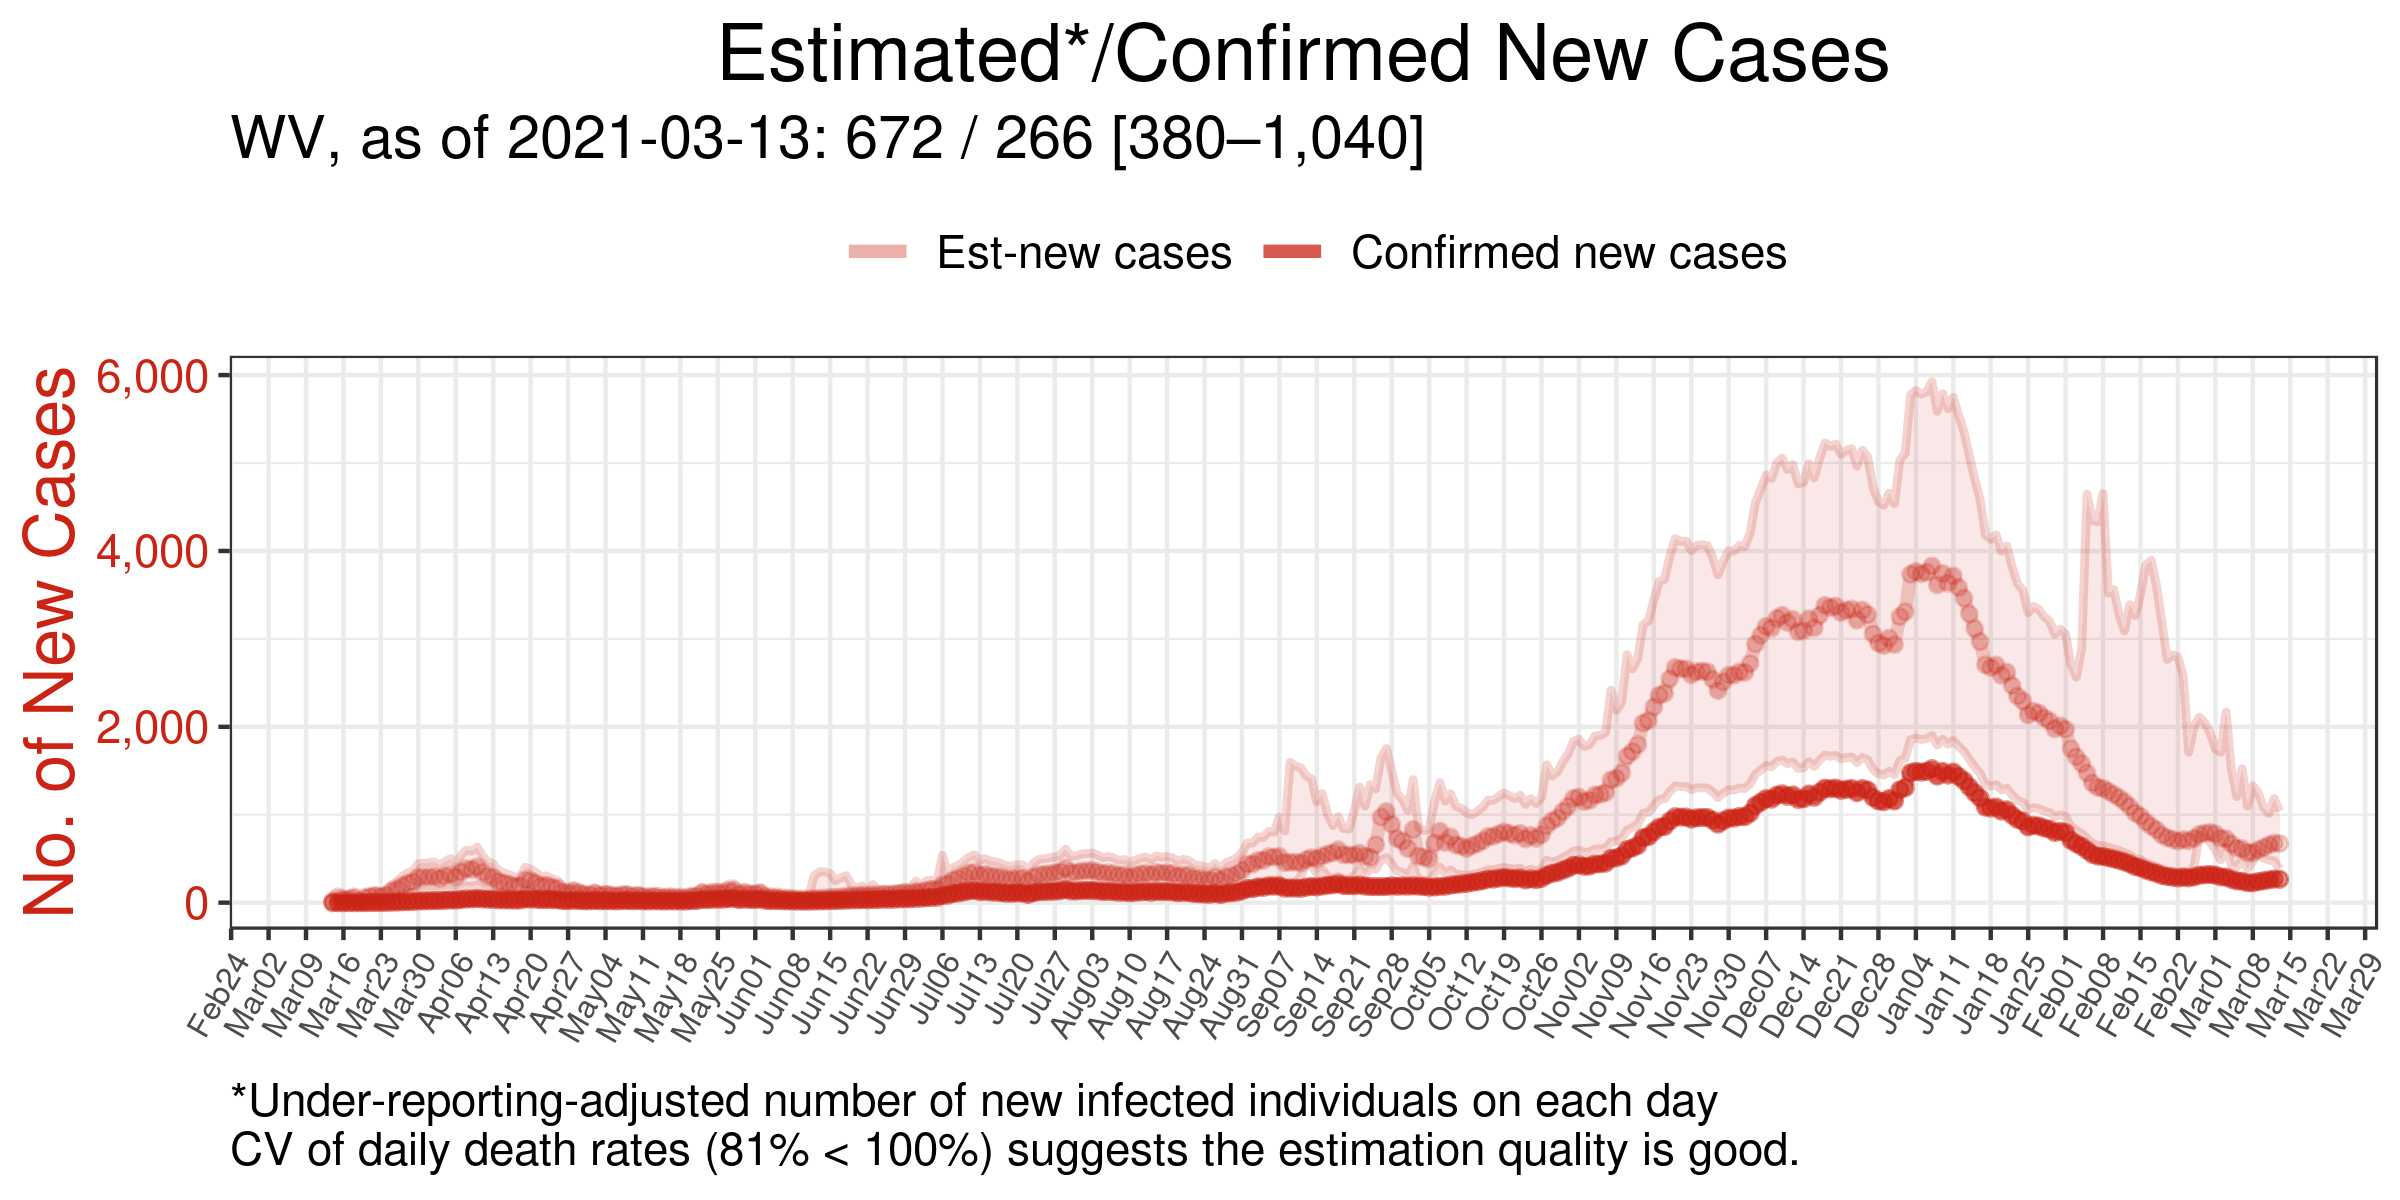 Estimated*/Confirmed New Cases
WV, as of 2021-03-13: 672 / 266 [380–1,040]
Est-new cases Confirmed new cases
No. of New Cases
6,000
4,000
2,000
0
Feb24 Mar02 Mar09 Mar16 Mar23 Mar30 Apr06 Apr13 Apr20 Apr27 May04 May11 May18 May25 Jun01 Jun08 Jun15 Jun22 Jun29 Jul06 Jul13 Jul20 Jul27 Aug03 Aug10 Aug17 Aug24 Aug31 Sep07 Sep14 Sep21 Sep28 Oct05 Oct12 Oct19 Oct26 Nov02 Nov09 Nov16 Nov23 Nov30 Dec07 Dec14 Dec21 Dec28 Jan04 Jan11 Jan18 Jan25 Feb01 Feb08 Feb15 Feb22 Mar01 Mar08 Mar15 Mar22 Mar29
*Under-reporting-adjusted number of new infected individuals on each day
CV of daily death rates (81% < 100%) suggests the estimation quality is good.